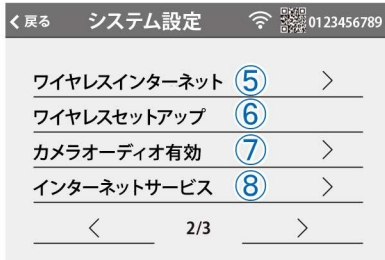 戻る システム設定 0123456789
ワイヤレスインターネット ⑤
ワイヤレスセットアップ ⑥
カメラオーディオ有効 ⑦
インターネットサービス ⑧
2/3